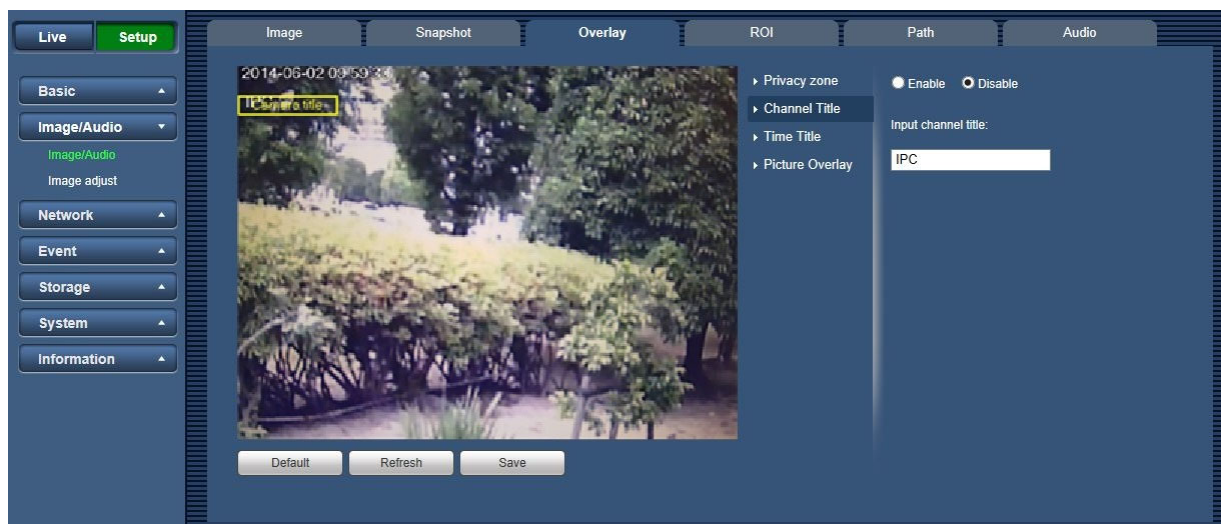 Live Setup
Image Snapshot Overlay ROI Path Audio
Basic
Image/Audio
Image/Audio
Image adjust
Network
Event
Storage
System
Information
2014-06-02 09:59:33
Camera title
Privacy zone
Channel Title
Time Title
Picture Overlay
Enable Disable
Input channel title:
IPC
Default Refresh Save